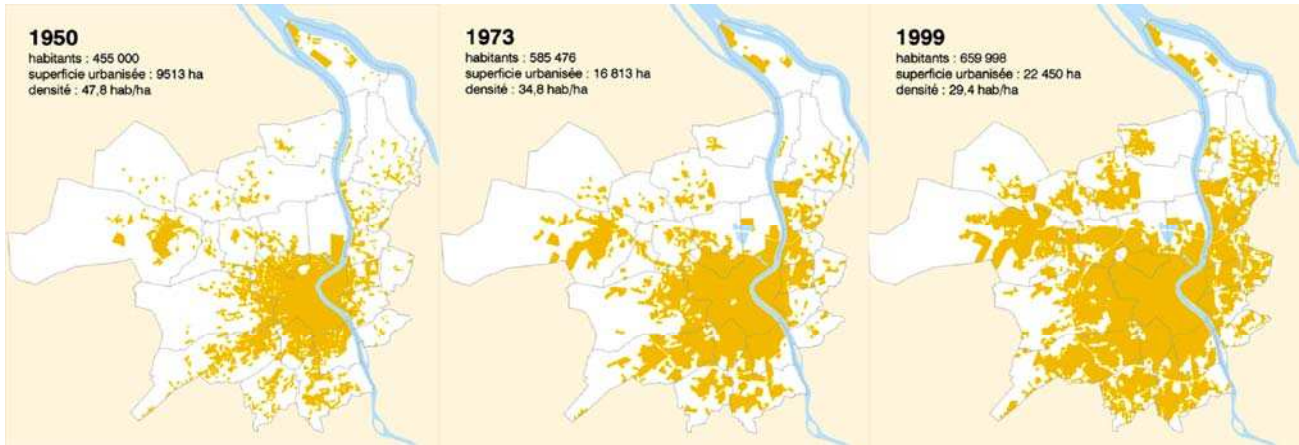 1950
habitants : 455 000
superficie urbanisée : 9513 ha
densité : 47,8 hab/ha
1973
habitants : 585 476
superficie urbanisée : 16 813 ha
densité : 34,8 hab/ha
1999
habitants : 659 998
superficie urbanisée : 22 450 ha
densité : 29,4 hab/ha